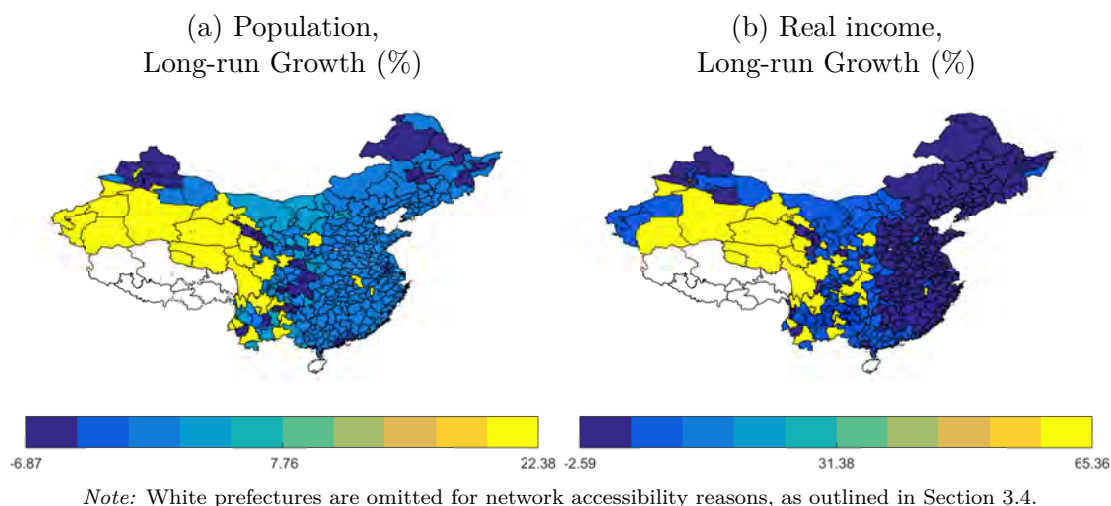 (a) Population,
Long-run Growth (%)
(b) Real income,
Long-run Growth (%)
-6.87 7.76 22.38
-2.59 31.38 65.36
Note: White prefectures are omitted for network accessibility reasons, as outlined in Section 3.4.